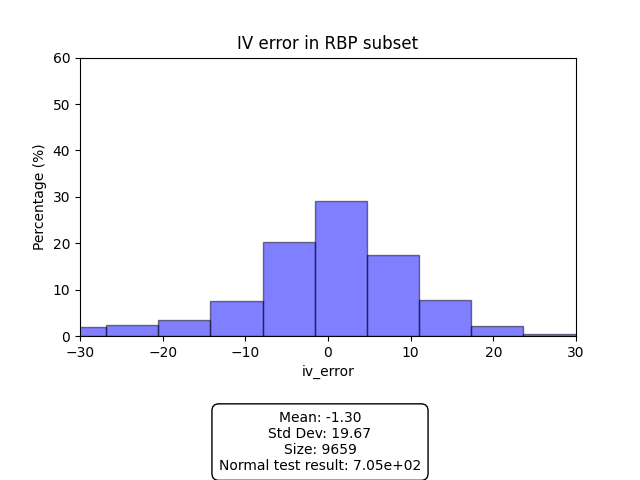 IV error in RBP subset
60
50
40
30
20
10
0
Percentage (%)
−30
−20
−10
0
10
20
30
iv_error
Mean: -1.30
Std Dev: 19.67
Size: 9659
Normal test result: 7.05e+02